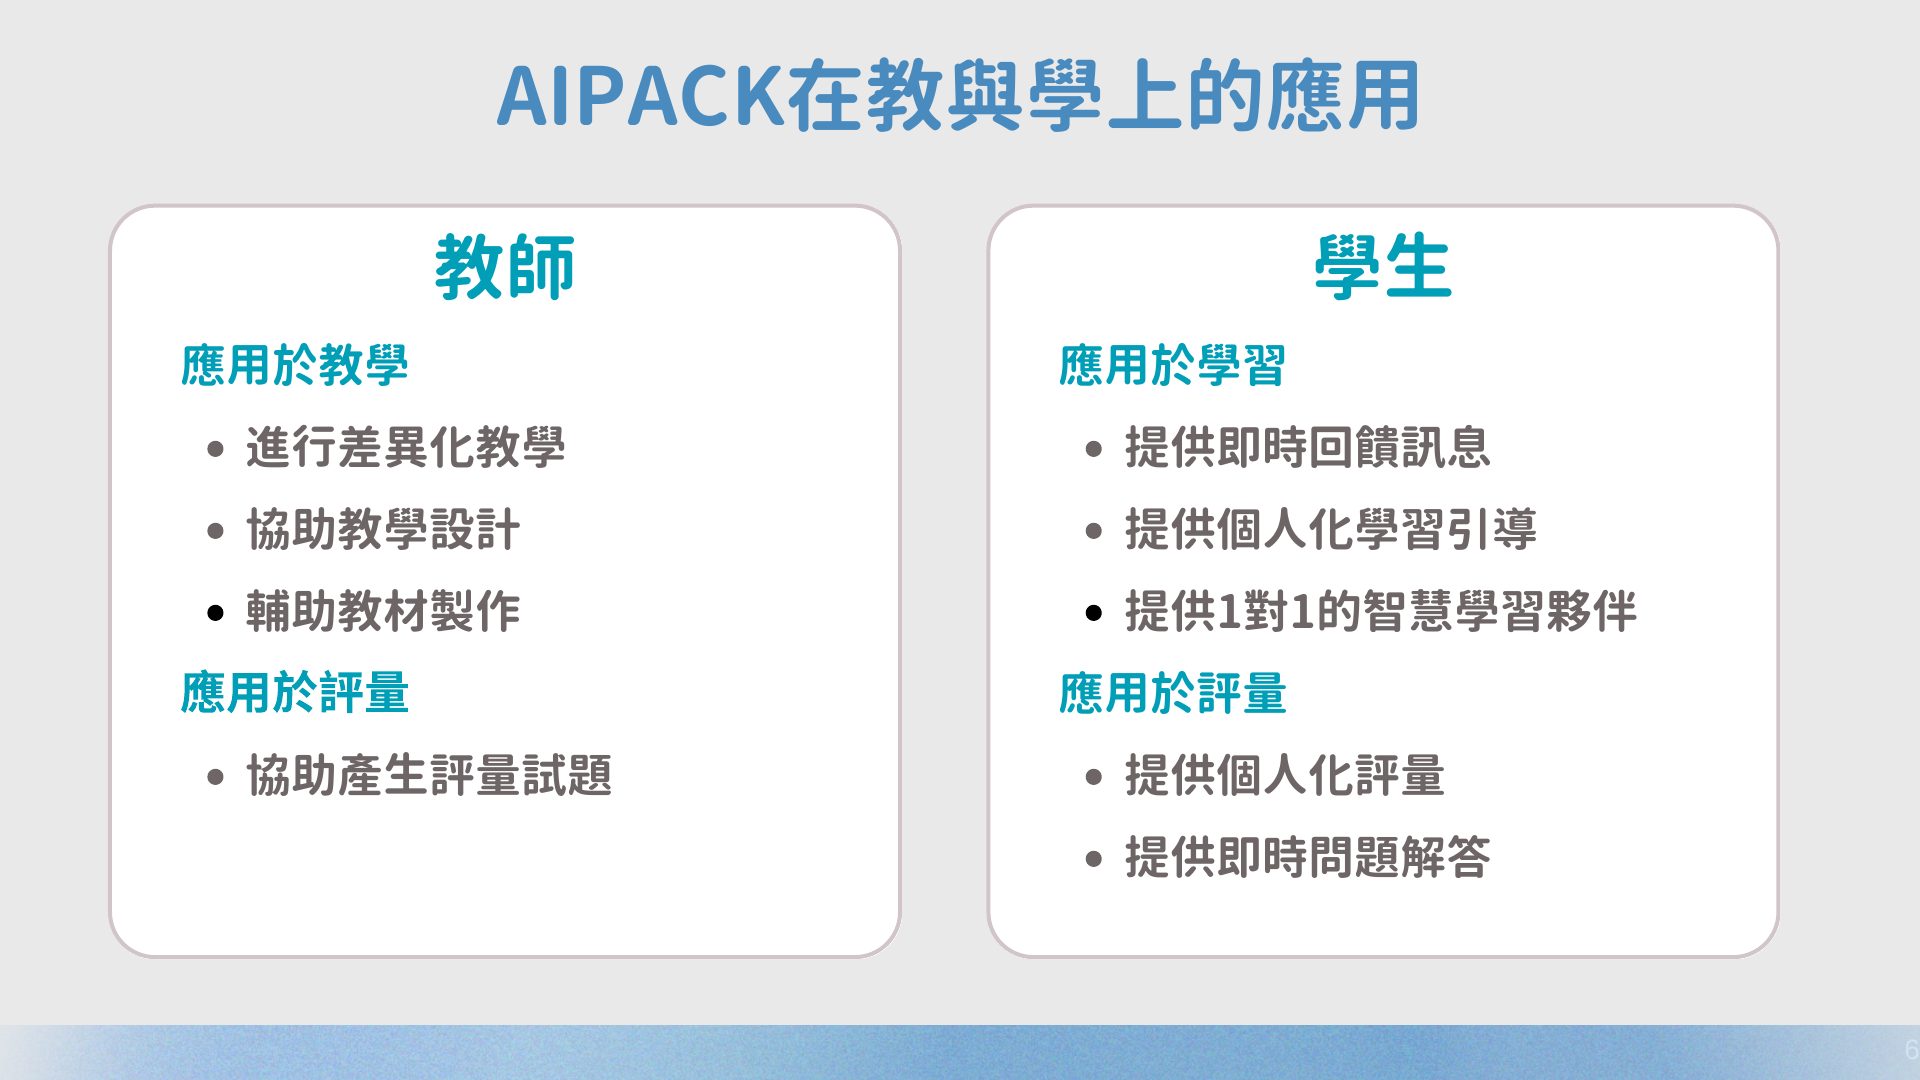 AIPACK在教與學上的應用
教師
應用於教學
• 進行差異化教學
• 協助教學設計
• 輔助教材製作
應用於評量
• 協助產生評量試題
學生
應用於學習
• 提供即時回饋訊息
• 提供個人化學習引導
• 提供1對1的智慧學習夥伴
應用於評量
• 提供個人化評量
• 提供即時問題解答
6